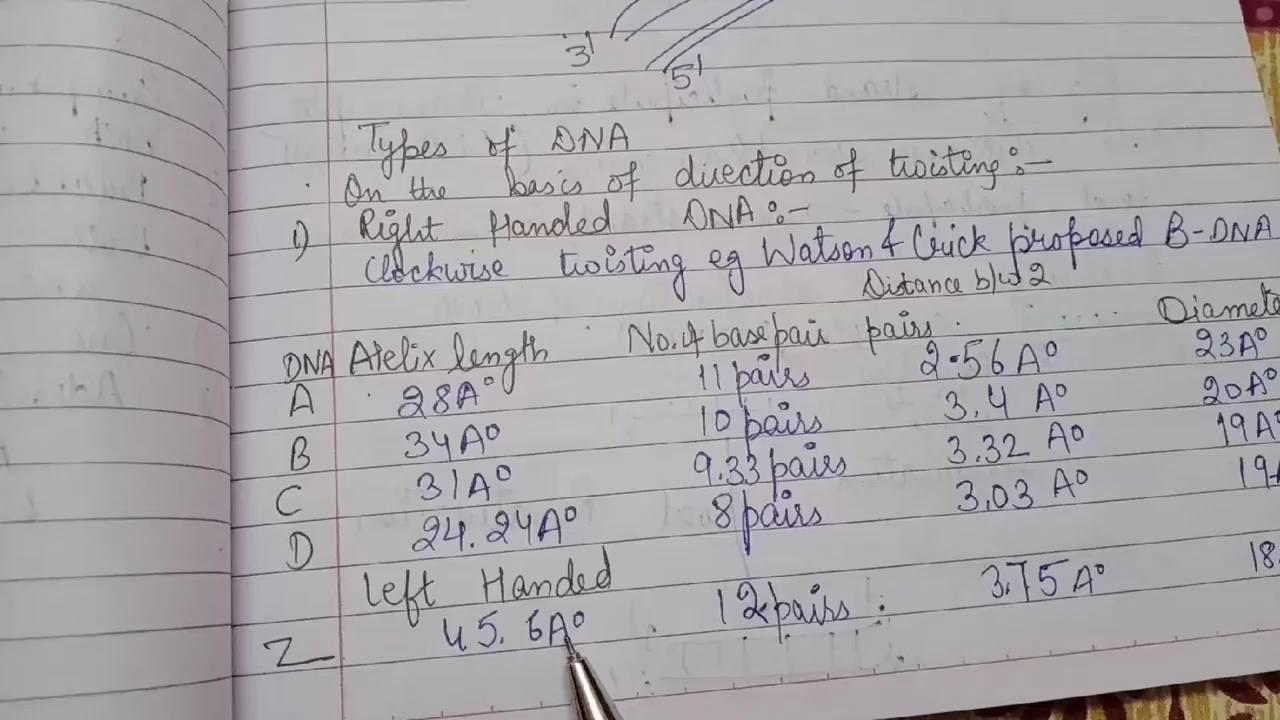 3'
5'
Types of DNA
On the basis of direction of twisting:-
1) Right Handed DNA:-
Clockwise twisting eg Watson & Crick proposed B-DNA
Distance b/w 2
DNA Helix length No. of base pair pairs .... Diamete
A 28A° 11 pairs 2.56 A° 23A°
B 34A° 10 pairs 3.4 A° 20A°
C 31A° 9.33 pairs 3.32 A° 19A°
D 24.24A° 8 pairs 3.03 A° 19A
Left Handed
Z 45.6A° 12 pairs 3.75 A° 18.